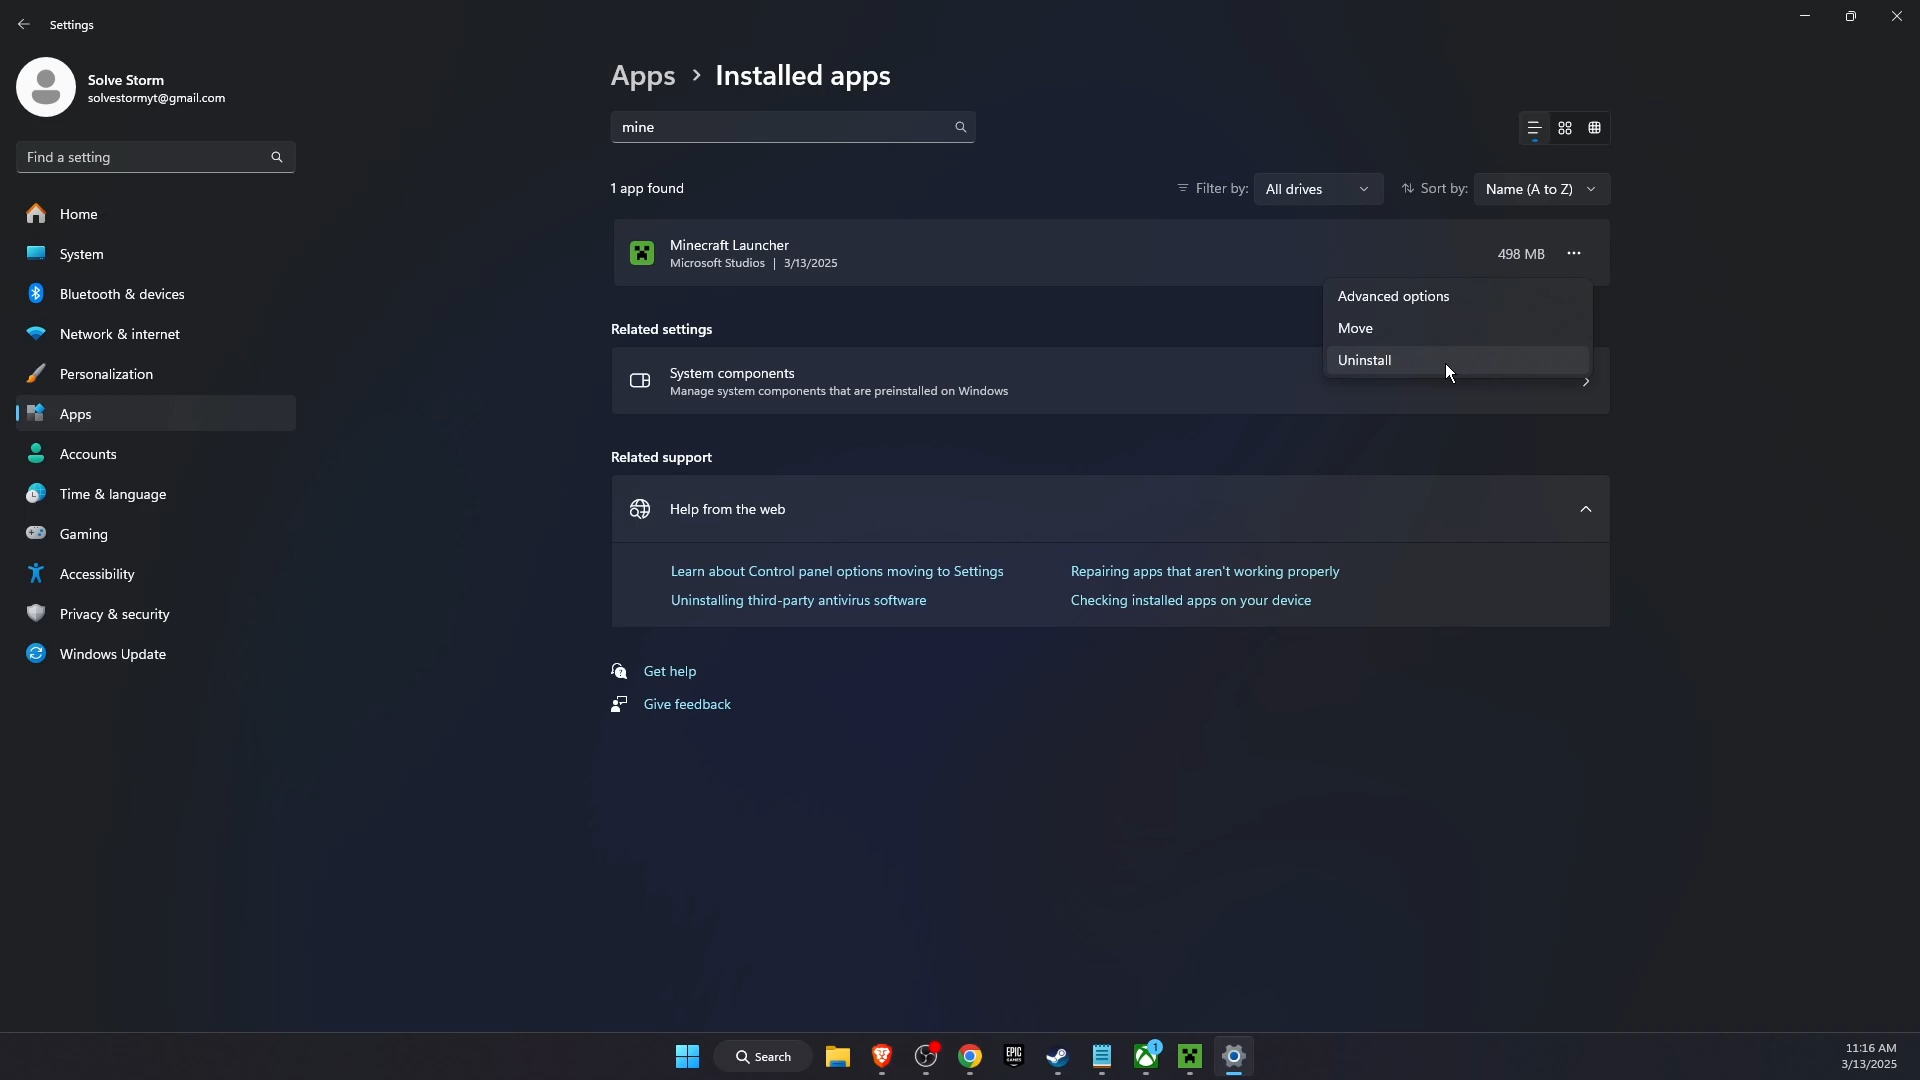 Settings
Solve Storm
solvestormyt@gmail.com
Find a setting
Home
System
Bluetooth & devices
Network & internet
Personalization
Apps
Accounts
Time & language
Gaming
Accessibility
Privacy & security
Windows Update
Apps > Installed apps
mine
1 app found
Filter by: All drives
Sort by: Name (A to Z)
Minecraft Launcher
Microsoft Studios | 3/13/2025
498 MB
Advanced options
Move
Uninstall
Related settings
System components
Manage system components that are preinstalled on Windows
Related support
Help from the web
Learn about Control panel options moving to Settings
Repairing apps that aren't working properly
Uninstalling third-party antivirus software
Checking installed apps on your device
Get help
Give feedback
Search
EPIC
GAMES
1
11:16 AM
3/13/2025